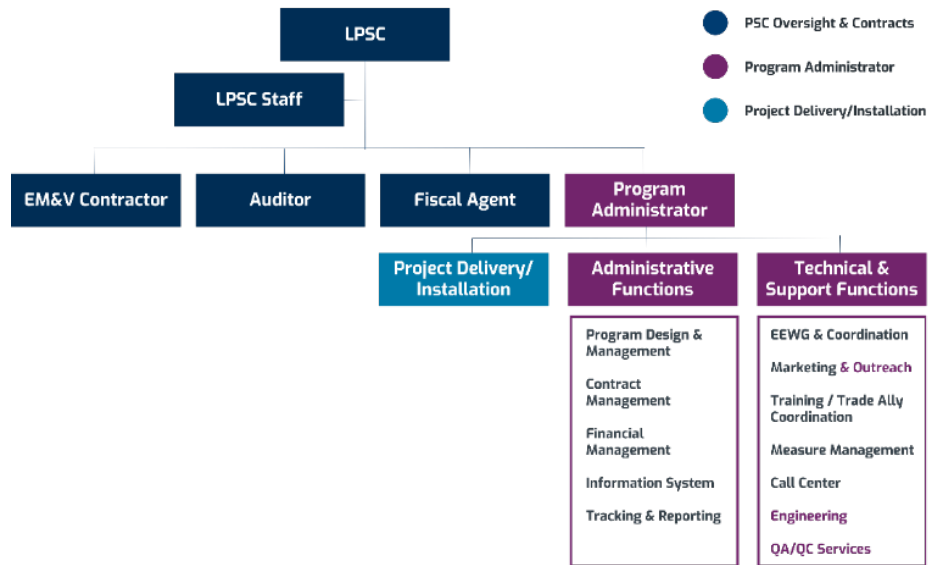 LPSC
LPSC Staff
PSC Oversight & Contracts
Program Administrator
Project Delivery/Installation
EM&V Contractor
Auditor
Fiscal Agent
Program
Administrator
Project Delivery/
Installation
Administrative
Functions
Technical &
Support Functions
Program Design &
Management
Contract
Management
Financial
Management
Information System
Tracking & Reporting
EEWG & Coordination
Marketing & Outreach
Training / Trade Ally
Coordination
Measure Management
Call Center
Engineering
QA/QC Services